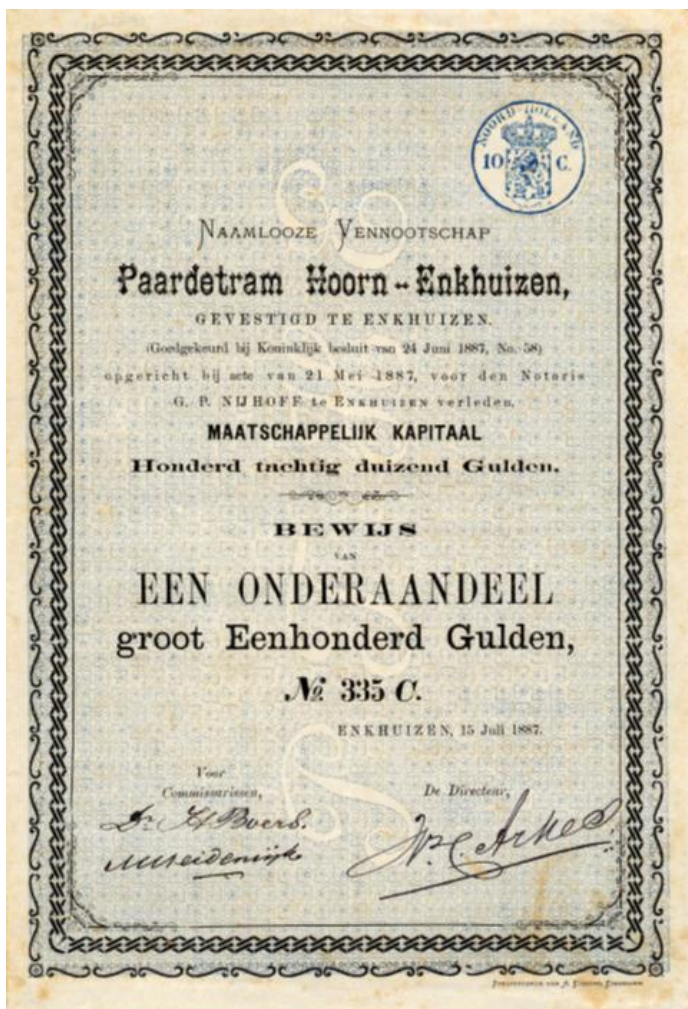 NOORD-HOLLAND
10 C.
NAAMLOOZE VENNOOTSCHAP
Paardetram Hoorn-Enkhuizen,
GEVESTIGD TE ENKHUIZEN.
(Goedgekeurd bij Koninklijk besluit van 24 Juni 1887, No. 58)
opgericht bij acte van 21 Mei 1887, voor den Notaris
G. P. NIJHOFF te ENKHUIZEN verleden.
MAATSCHAPPELIJK KAPITAAL
Honderd tachtig duizend Gulden.
BEWIJS
VAN
EEN ONDERAANDEEL
groot Eenhonderd Gulden,
№ 335 C.
ENKHUIZEN, 15 Juli 1887.
Voor
Commissarissen,
De Directeur,
Dr. H Boers.